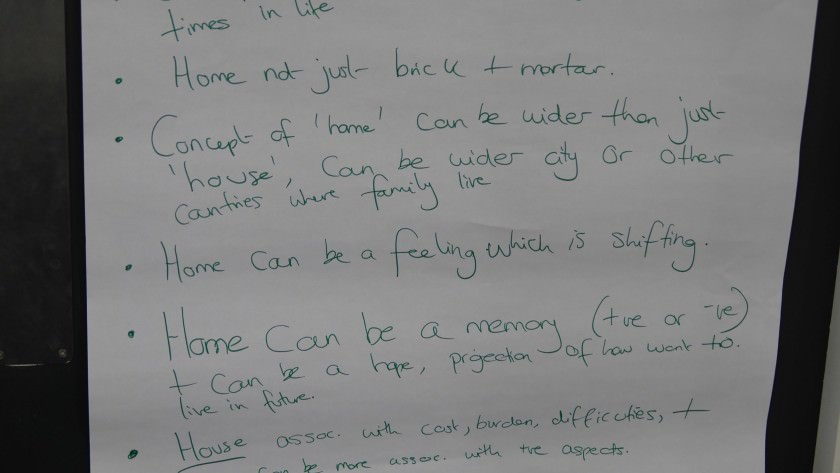 times in life
• Home not just brick + mortar.
• Concept of 'home' can be wider than just
'house', Can be wider city or other
Cantries where family live
• Home can be a feeling which is shifting.
• Home can be a memory (+ve or -ve)
+ can be a hope, projection of how want to.
live in future.
• House assoc. with cost, burden, difficulties, +
can be more assoc. with +ve aspects.